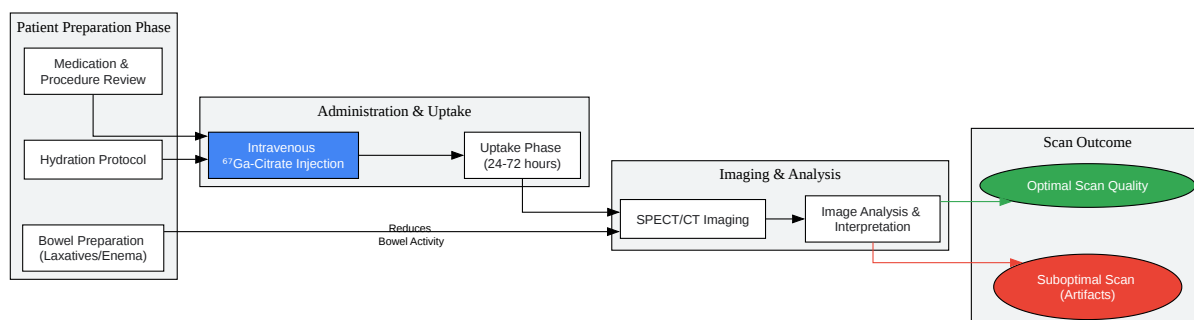 Patient Preparation Phase
Medication &
Procedure Review
Hydration Protocol
Bowel Preparation
(Laxatives/Enema)
Administration & Uptake
Intravenous
⁶⁷Ga-Citrate Injection
Uptake Phase
(24-72 hours)
Reduces
Bowel Activity
Imaging & Analysis
SPECT/CT Imaging
Image Analysis &
Interpretation
Scan Outcome
Optimal Scan Quality
Suboptimal Scan
(Artifacts)